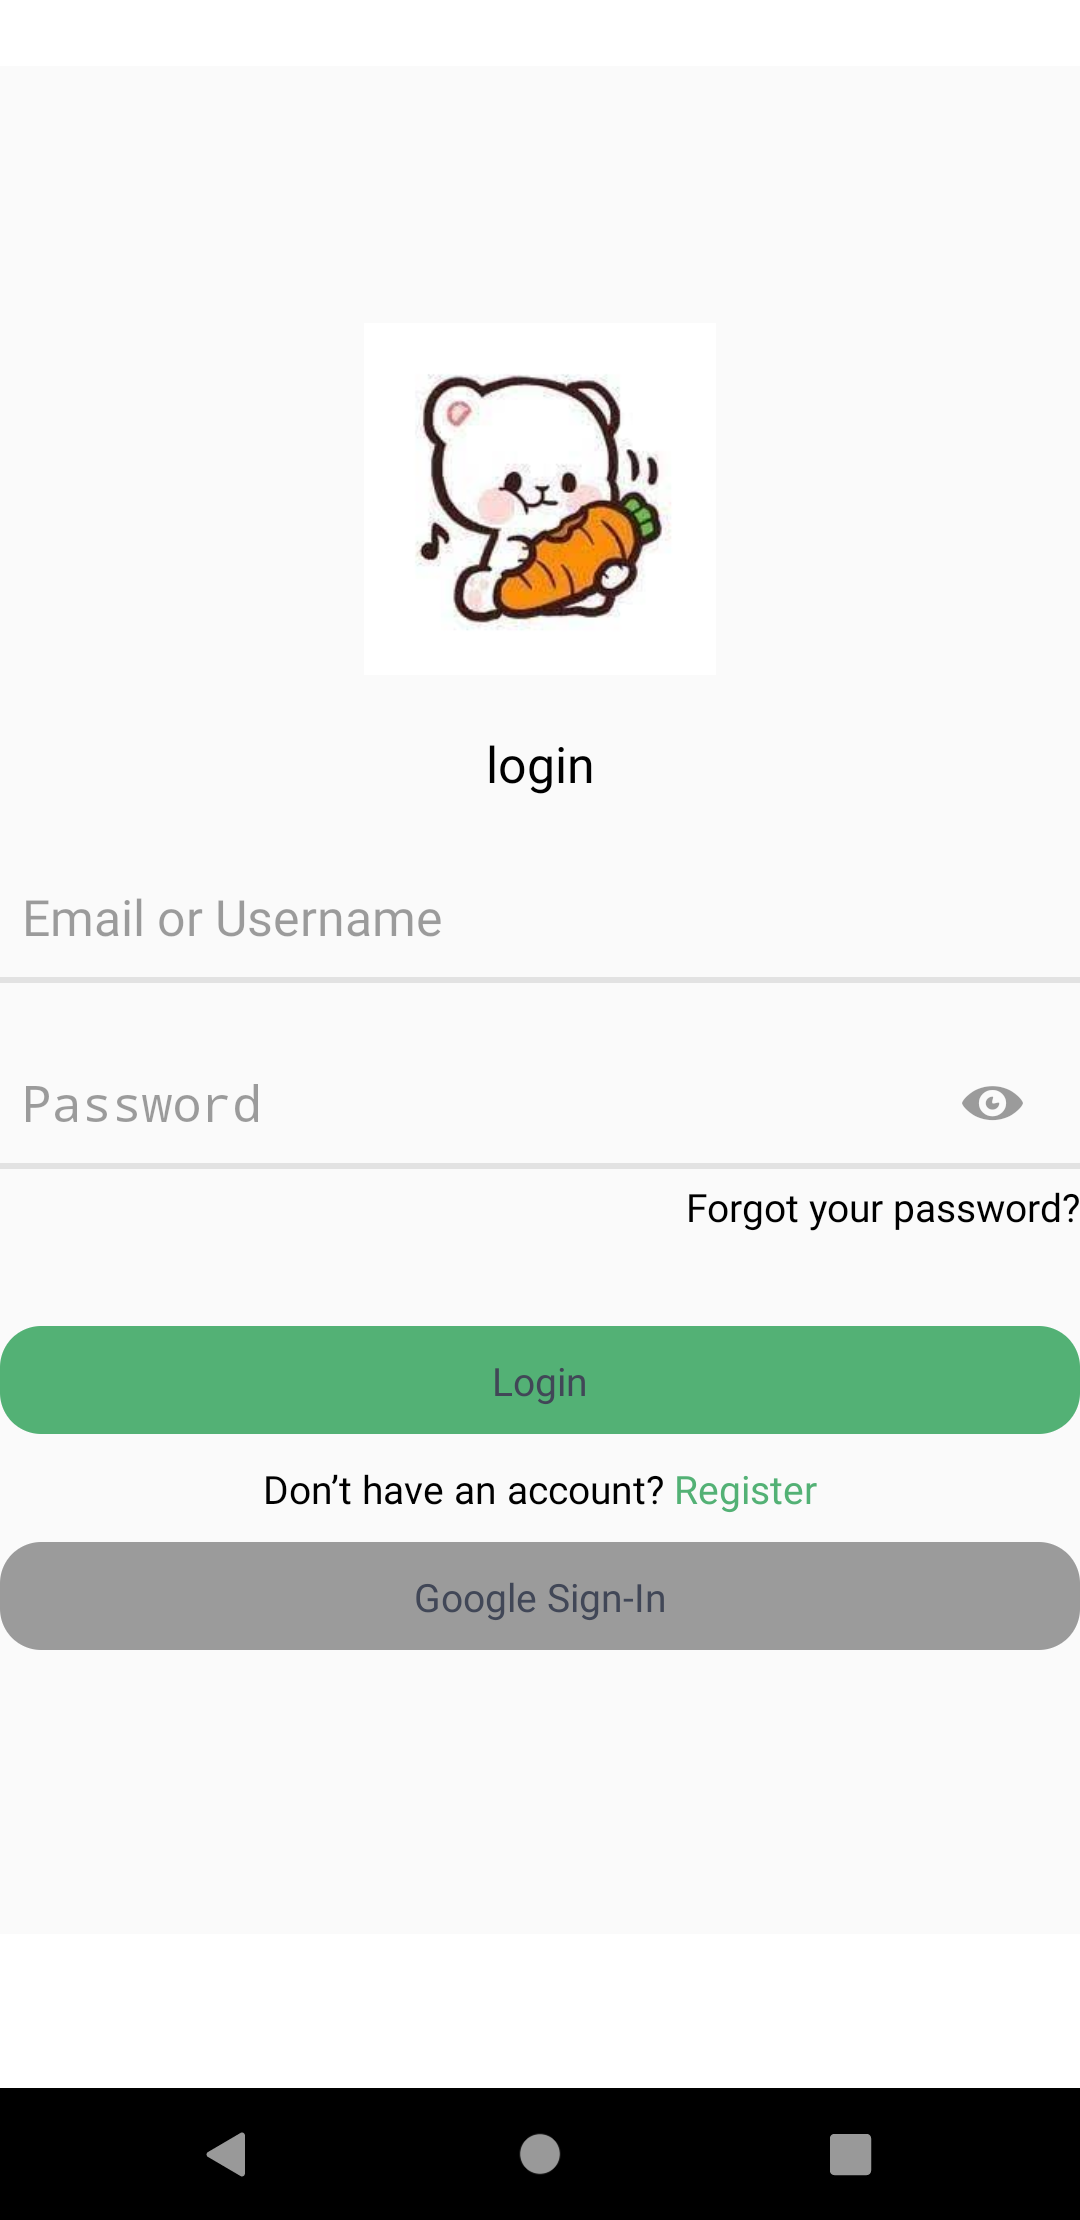 login
Email or Username
Password
Forgot your password?
Login
Don’t have an account? Register
Google Sign-In